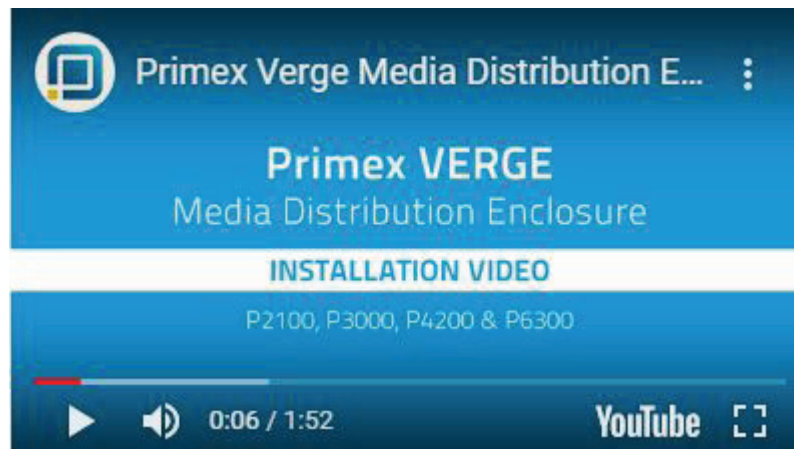 Primex Verge Media Distribution E...
Primex VERGE
Media Distribution Enclosure
INSTALLATION VIDEO
P2100, P3000, P4200 & P6300
0:06 / 1:52
YouTube